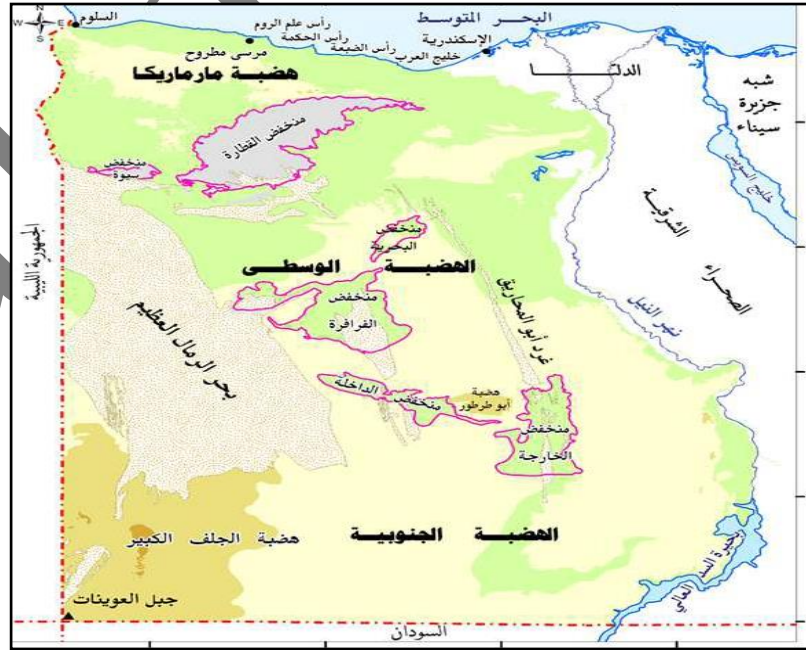 البحر المتوسط
السلوم
رأس علم الروم
رأس الحكمة
مرسى مطروح
رأس الضبعة
الإسكندرية
خليج العرب
الدلتا
شبه
جزيرة
سيناء
هضبة مارماريكا
منخفض القطارة
منخفض
سيوة
خليج السويس
الصحراء الشرقية
الجمهورية الليبية
منخفض
البحرية
الهضبة الوسطى
منخفض
الفرافرة
غرد أبو المحاريق
نهر النيل
بحر الرمال العظيم
منخفض الداخلة
هضبة
أبو طرطور
منخفض
الخارجة
الهضبة الجنوبية
هضبة الجلف الكبير
بحيرة السد العالي
جبل العوينات
السودان
N
W E
S